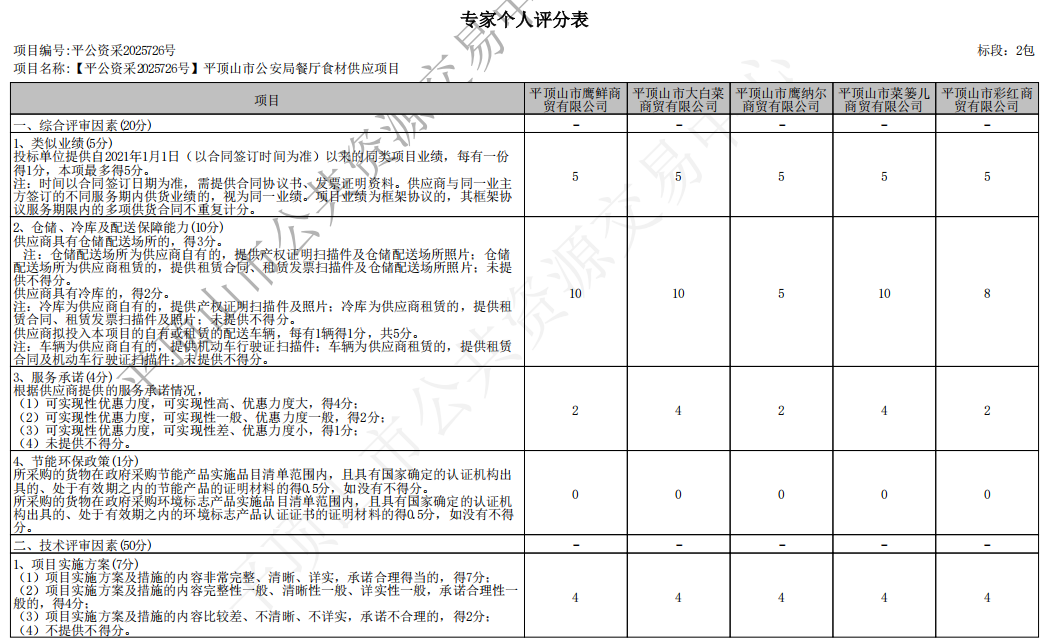 专家个人评分表
项目编号:平公资采2025726号
标段: 2包
项目名称:【平公资采2025726号】平顶山市公安局餐厅食材供应项目
项目 平顶山市鹰鲜商贸有限公司 平顶山市大白菜商贸有限公司 平顶山市鹰纳尔商贸有限公司 平顶山市菜篓儿商贸有限公司 平顶山市彩红商贸有限公司
一、综合评审因素(20分) - - - - -
1、类似业绩(5分)
投标单位提供自2021年1月1日（以合同签订时间为准）以来的同类项目业绩，每有一份
得1分，本项最多得5分。
注：时间以合同签订日期为准，需提供合同协议书、发票证明资料。供应商与同一业主
方签订的不同服务期内供货业绩的，视为同一业绩。项目业绩为框架协议的，其框架协
议服务期限内的多项供货合同不重复计分。
5 5 5 5 5
2、仓储、冷库及配送保障能力(10分)
供应商具有仓储配送场所的，得3分。
注：仓储配送场所为供应商自有的，提供产权证明扫描件及仓储配送场所照片；仓储
配送场所为供应商租赁的，提供租赁合同、租赁发票扫描件及仓储配送场所照片；未提
供不得分。
供应商具有冷库的，得2分。
注：冷库为供应商自有的，提供产权证明扫描件及照片；冷库为供应商租赁的，提供租
赁合同、租赁发票扫描件及照片；未提供不得分。
供应商拟投入本项目的自有或租赁的配送车辆，每有1辆得1分，共5分。
注：车辆为供应商自有的，提供机动车行驶证扫描件；车辆为供应商租赁的，提供租赁
合同及机动车行驶证扫描件；未提供不得分。
10 10 5 10 8
3、服务承诺(4分)
根据供应商提供的服务承诺情况，
（1）可实现性优惠力度，可实现性高、优惠力度大，得4分；
（2）可实现性优惠力度，可实现性一般、优惠力度一般，得2分；
（3）可实现性优惠力度，可实现性差、优惠力度小，得1分；
（4）未提供不得分。
2 4 2 4 2
4、节能环保政策(1分)
所采购的货物在政府采购节能产品实施品目清单范围内，且具有国家确定的认证机构出
具的、处于有效期之内的节能产品的证明材料的得0.5分，如没有不得分。
所采购的货物在政府采购环境标志产品实施品目清单范围内，且具有国家确定的认证机
构出具的、处于有效期之内的环境标志产品认证证书的证明材料的得0.5分，如没有不得
分。
0 0 0 0 0
二、技术评审因素(50分) - - - - -
1、项目实施方案(7分)
（1）项目实施方案及措施的内容非常完整、清晰、详实，承诺合理得当的，得7分；
（2）项目实施方案及措施的内容完整性一般、清晰性一般、详实性一般，承诺合理性一
般的，得4分；
（3）项目实施方案及措施的内容比较差、不清晰、不详实，承诺不合理的，得2分；
（4）不提供不得分。
4 4 4 4 4
平顶山市公共资源交易中
平顶山市公共资源交易中心